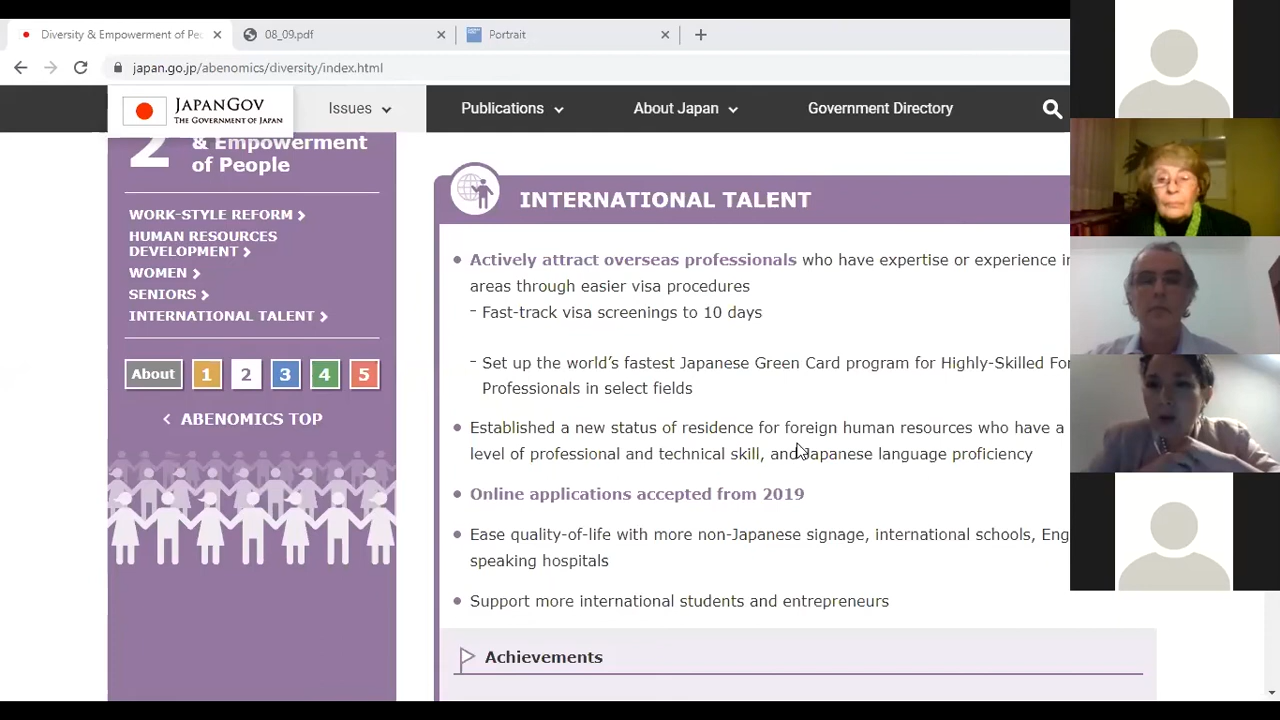 Diversity & Empowerment of Pe
08_09.pdf
Portrait
japan.go.jp/abenomics/diversity/index.html
JAPANGOV
THE GOVERNMENT OF JAPAN
Issues
Publications
About Japan
Government Directory
2
& Empowerment
of People
WORK-STYLE REFORM
HUMAN RESOURCES
DEVELOPMENT
WOMEN
SENIORS
INTERNATIONAL TALENT
About 1 2 3 4 5
ABENOMICS TOP
INTERNATIONAL TALENT
Actively attract overseas professionals who have expertise or experience
areas through easier visa procedures
- Fast-track visa screenings to 10 days
- Set up the world's fastest Japanese Green Card program for Highly-Skilled
Professionals in select fields
Established a new status of residence for foreign human resources who have a
level of professional and technical skill, and Japanese language proficiency
Online applications accepted from 2019
Ease quality-of-life with more non-Japanese signage, international schools,
speaking hospitals
Support more international students and entrepreneurs
Achievements